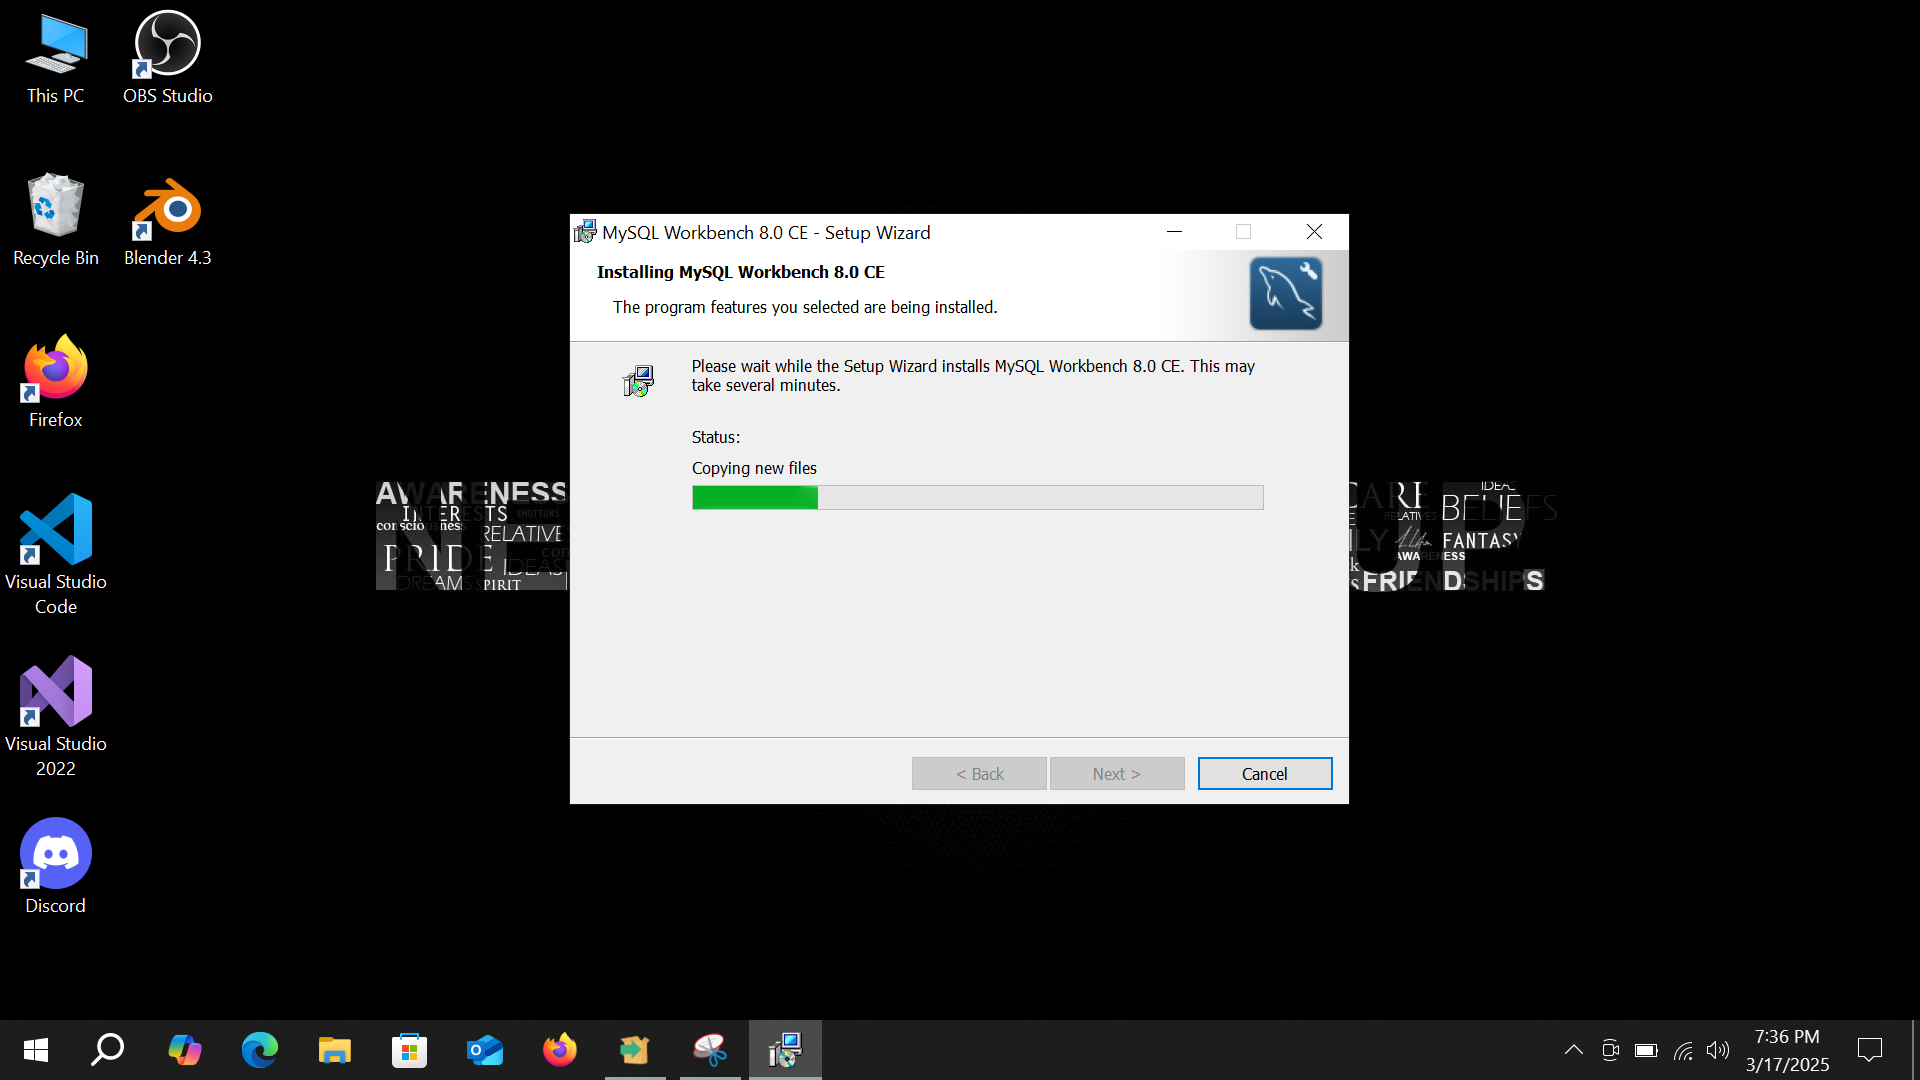 This PC
OBS Studio
Recycle Bin
Blender 4.3
Firefox
Visual Studio
Code
Visual Studio
2022
Discord
MySQL Workbench 8.0 CE - Setup Wizard
Installing MySQL Workbench 8.0 CE
The program features you selected are being installed.
Please wait while the Setup Wizard installs MySQL Workbench 8.0 CE. This may
take several minutes.
Status:
Copying new files
< Back
Next >
Cancel
AWARENESS
INTERESTS
EMOTIONS
consciousness
RELATIVE
PRIDE
IDEAS
DREAMS
SPIRIT
CARE
IDEAS
RELATIVES
BELIEFS
FANTASY
AWARENESS
FRIENDSHIPS
UP.
7:36 PM
3/17/2025